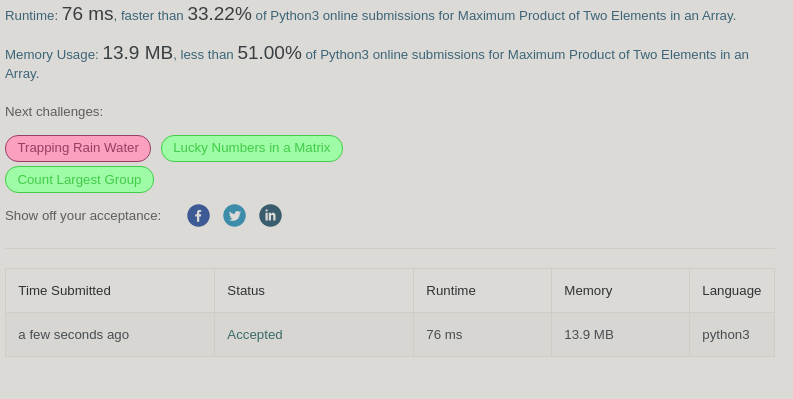 Runtime: 76 ms, faster than 33.22% of Python3 online submissions for Maximum Product of Two Elements in an Array.
Memory Usage: 13.9 MB, less than 51.00% of Python3 online submissions for Maximum Product of Two Elements in an
Array.
Next challenges:
Trapping Rain Water Lucky Numbers in a Matrix
Count Largest Group
Show off your acceptance:
Time Submitted Status Runtime Memory Language
a few seconds ago Accepted 76 ms 13.9 MB python3